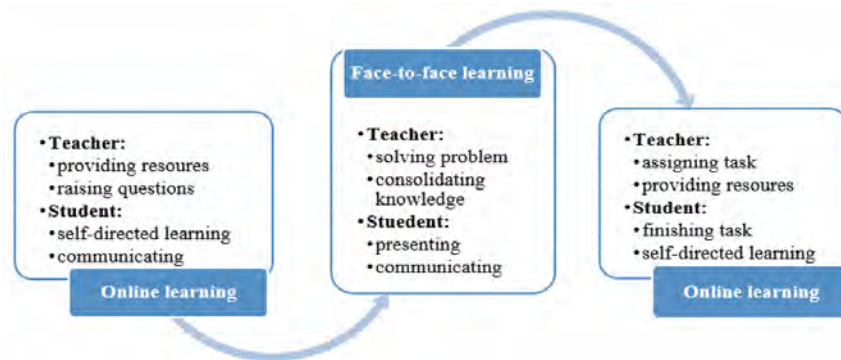 • Teacher:
• providing resoures
• raising questions
• Student:
• self-directed learning
• communicating
Online learning
Face-to-face learning
• Teacher:
• solving problem
• consolidating
knowledge
• Stuedent:
• presenting
• communicating
• Teacher:
• assigning task
• providing resoures
• Student:
• finishing task
• self-directed learning
Online learning